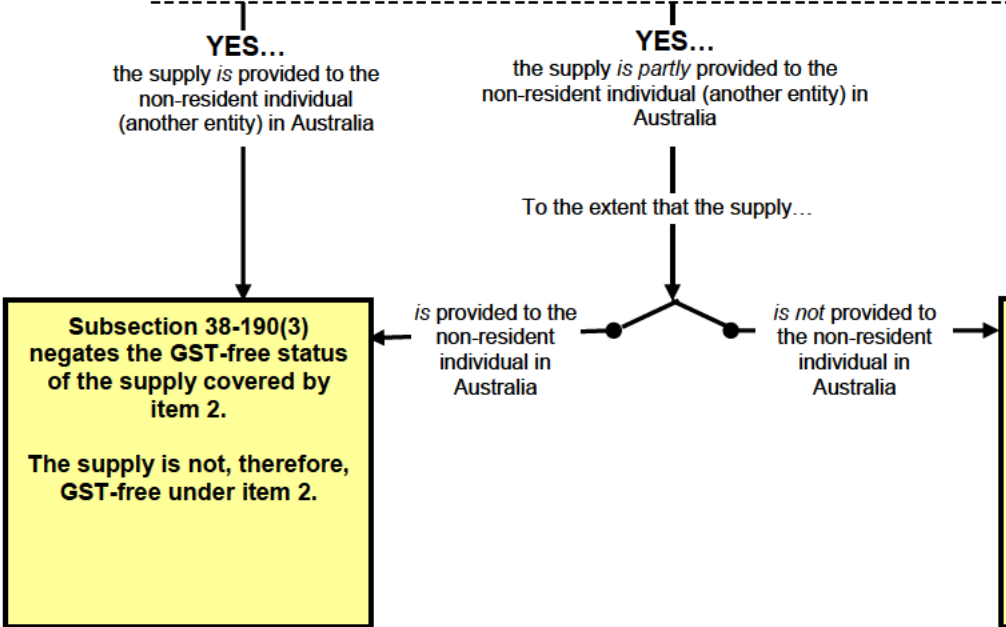 YES…
the supply is provided to the
non-resident individual
(another entity) in Australia
YES…
the supply is partly provided to the
non-resident individual (another entity) in
Australia
To the extent that the supply…
is provided to the
non-resident
individual in
Australia
is not provided to
the non-resident
individual in
Australia
Subsection 38-190(3)
negates the GST-free status
of the supply covered by
item 2.
The supply is not, therefore,
GST-free under item 2.